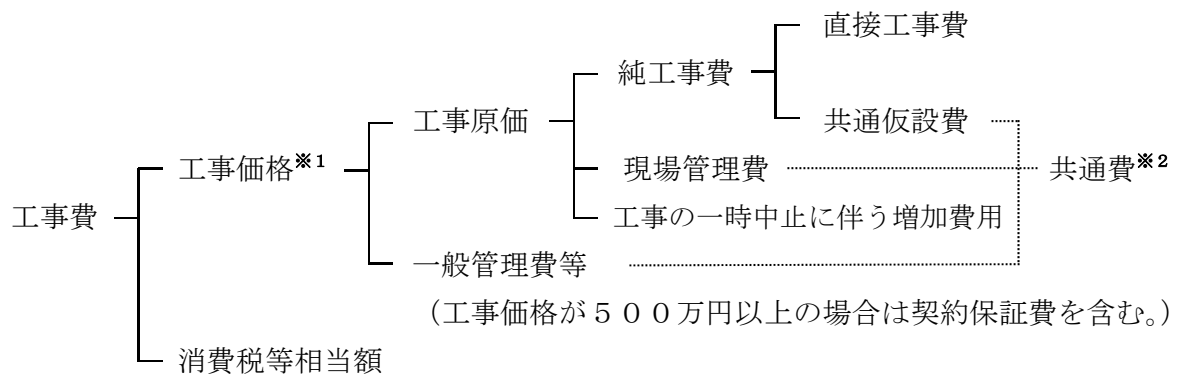 直接工事費
純工事費
工事原価
共通仮設費
工事価格※1
現場管理費
共通費※2
工事費
工事の一時中止に伴う増加費用
一般管理費等
（工事価格が５００万円以上の場合は契約保証費を含む。）
消費税等相当額